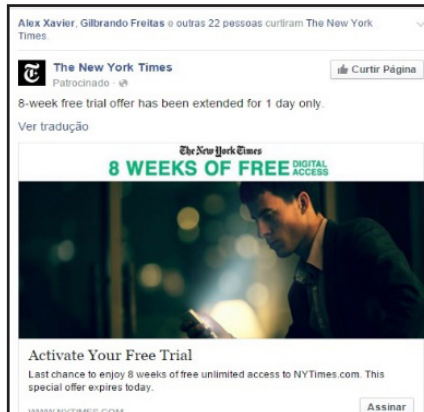 Alex Xavier, Gilbrando Freitas e outras 22 pessoas curtiram The New York
Times.
The New York Times
Patrocinado ·
Curtir Página
8-week free trial offer has been extended for 1 day only.
Ver tradução
The New York Times
8 WEEKS OF FREE DIGITAL ACCESS
Activate Your Free Trial
Last chance to enjoy 8 weeks of free unlimited access to NYTimes.com. This
special offer expires today.
WWW.NYTIMES.COM
Assinar